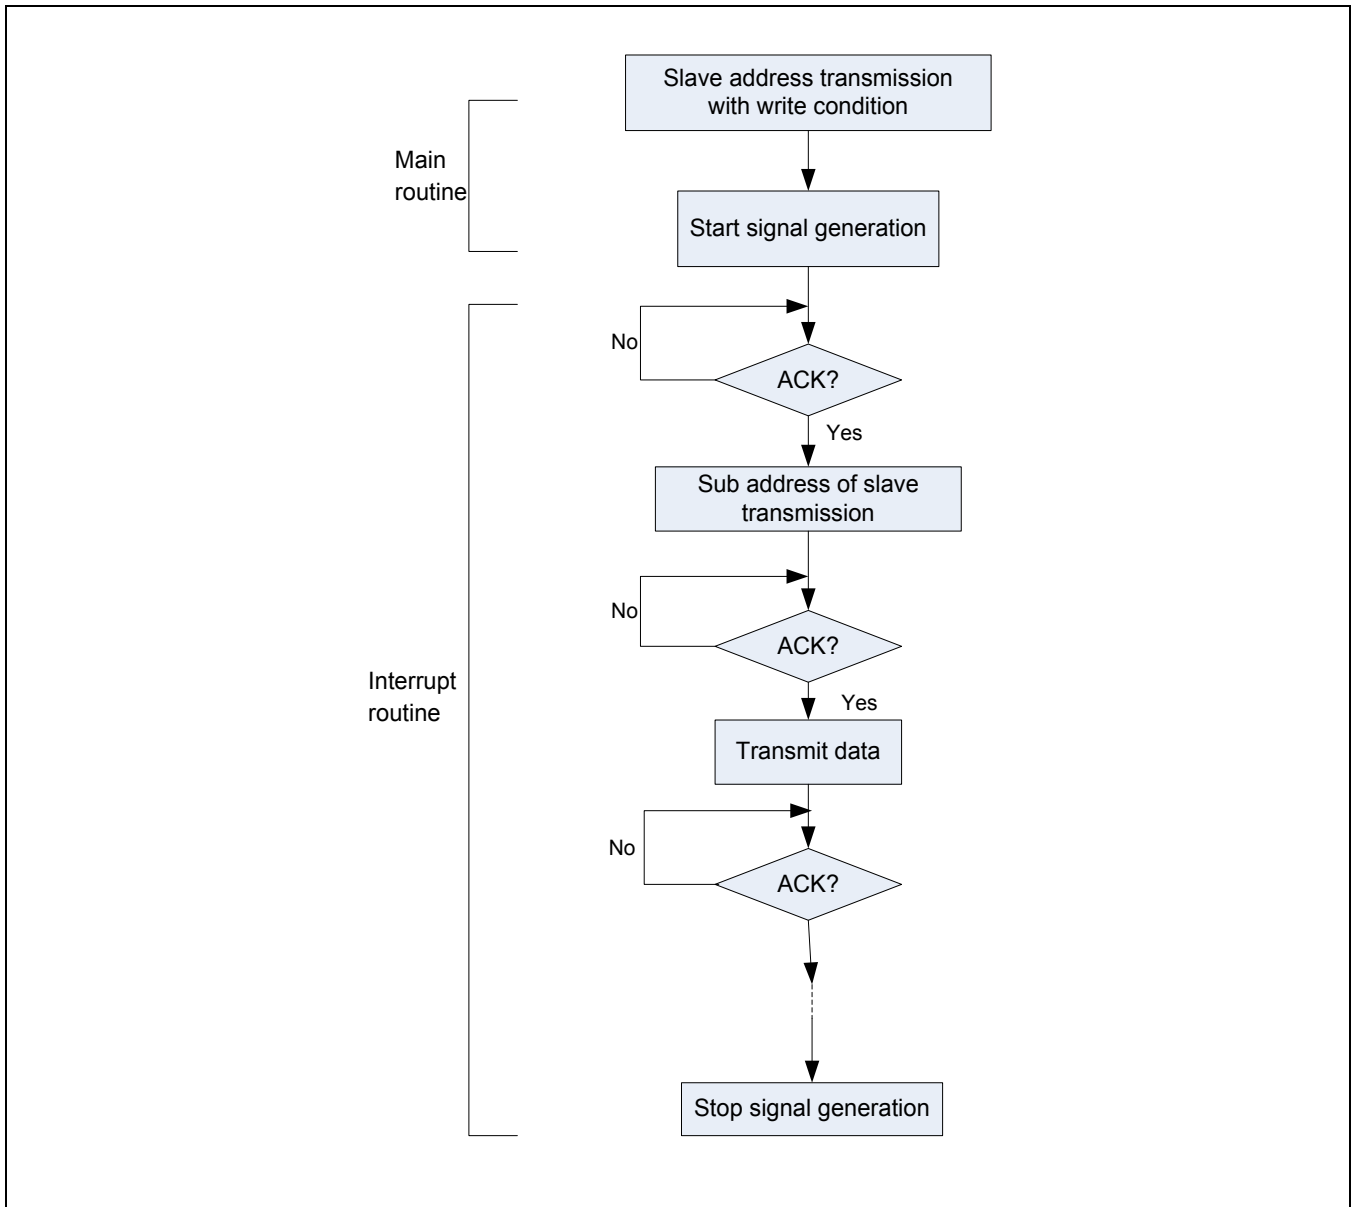 Slave address transmission
with write condition
Main
routine
Start signal generation
No
ACK?
Yes
Sub address of slave
transmission
No
ACK?
Interrupt
routine
Yes
Transmit data
No
ACK?
Stop signal generation